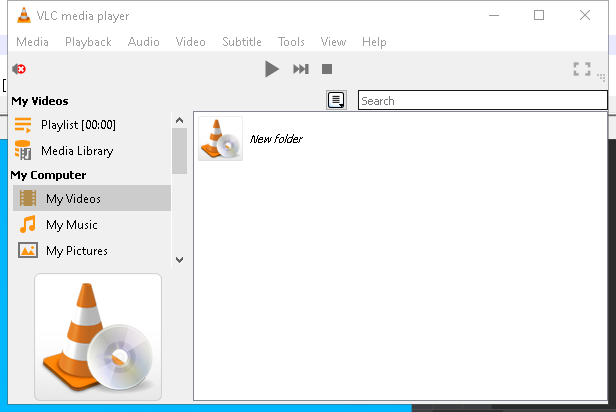 VLC media player
Media Playback Audio Video Subtitle Tools View Help
My Videos
Search
Playlist [00:00]
Media Library
My Computer
My Videos
My Music
My Pictures
New folder